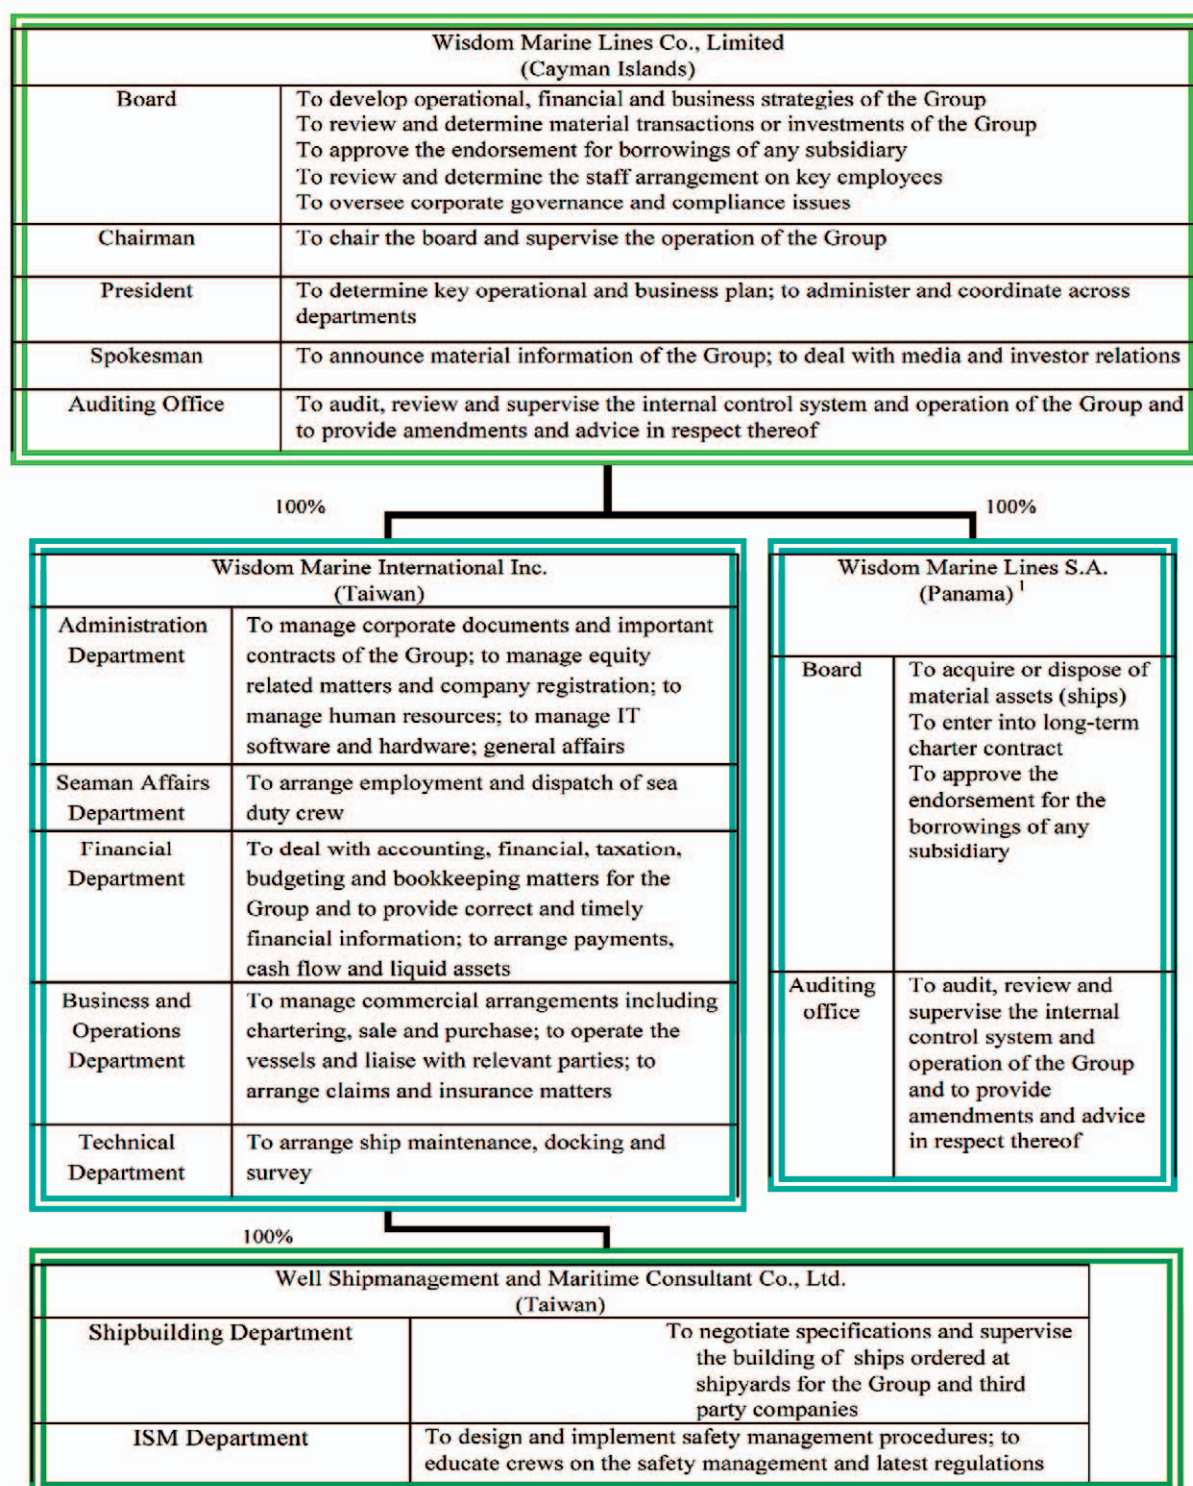 Wisdom Marine Lines Co., Limited
(Cayman Islands)
Board
To develop operational, financial and business strategies of the Group
To review and determine material transactions or investments of the Group
To approve the endorsement for borrowings of any subsidiary
To review and determine the staff arrangement on key employees
To oversee corporate governance and compliance issues
Chairman
To chair the board and supervise the operation of the Group
President
To determine key operational and business plan; to administer and coordinate across
departments
Spokesman
To announce material information of the Group; to deal with media and investor relations
Auditing Office
To audit, review and supervise the internal control system and operation of the Group and
to provide amendments and advice in respect thereof
100%
100%
Wisdom Marine International Inc.
(Taiwan)
Administration
Department
To manage corporate documents and important
contracts of the Group; to manage equity
related matters and company registration; to
manage human resources; to manage IT
software and hardware; general affairs
Seaman Affairs
Department
To arrange employment and dispatch of sea
duty crew
Financial
Department
To deal with accounting, financial, taxation,
budgeting and bookkeeping matters for the
Group and to provide correct and timely
financial information; to arrange payments,
cash flow and liquid assets
Business and
Operations
Department
To manage commercial arrangements including
chartering, sale and purchase; to operate the
vessels and liaise with relevant parties; to
arrange claims and insurance matters
Technical
Department
To arrange ship maintenance, docking and
survey
Wisdom Marine Lines S.A.
(Panama) 1
Board
To acquire or dispose of
material assets (ships)
To enter into long-term
charter contract
To approve the
endorsement for the
borrowings of any
subsidiary
Auditing
office
To audit, review and
supervise the internal
control system and
operation of the Group
and to provide
amendments and advice
in respect thereof
100%
Well Shipmanagement and Maritime Consultant Co., Ltd.
(Taiwan)
Shipbuilding Department
To negotiate specifications and supervise
the building of ships ordered at
shipyards for the Group and third
party companies
ISM Department
To design and implement safety management procedures; to
educate crews on the safety management and latest regulations